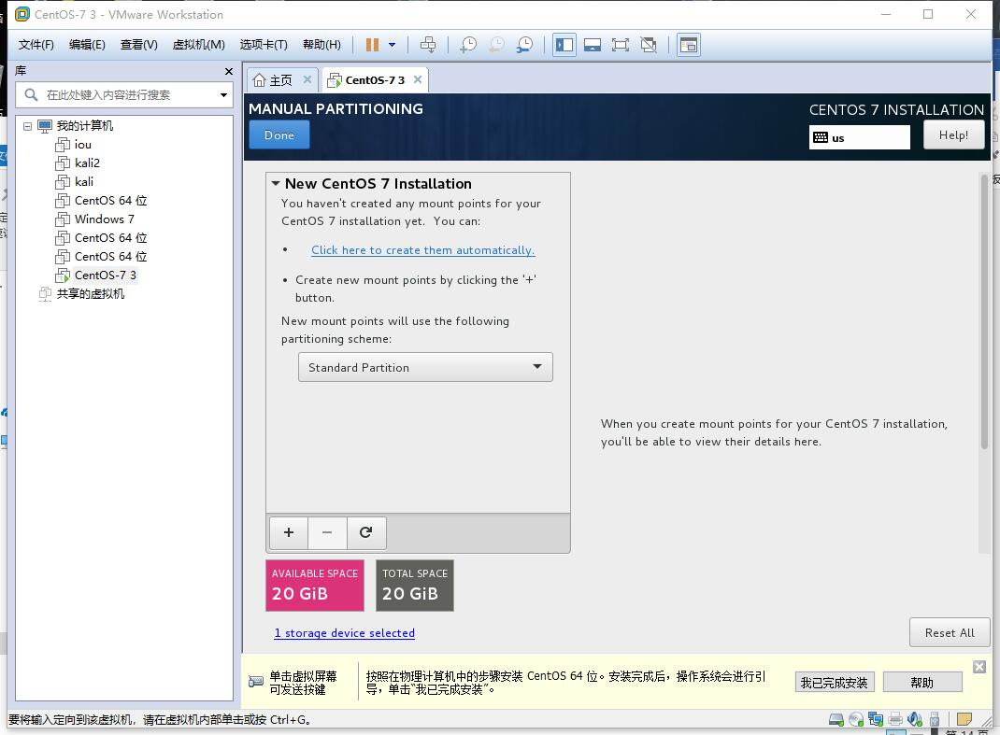 CentOS-7 3 - VMware Workstation
文件(F) 编辑(E) 查看(V) 虚拟机(M) 选项卡(T) 帮助(H)
库
在此处键入内容进行搜索
我的计算机
iou
kali2
kali
CentOS 64 位
Windows 7
CentOS 64 位
CentOS 64 位
CentOS-7 3
共享的虚拟机
主页 CentOS-7 3
MANUAL PARTITIONING
Done
CENTOS 7 INSTALLATION
us
Help!
New CentOS 7 Installation
You haven't created any mount points for your
CentOS 7 installation yet. You can:
• Click here to create them automatically.
• Create new mount points by clicking the '+'
button.
New mount points will use the following
partitioning scheme:
Standard Partition
When you create mount points for your CentOS 7 installation,
you'll be able to view their details here.
AVAILABLE SPACE
20 GiB
TOTAL SPACE
20 GiB
1 storage device selected
Reset All
单击虚拟屏幕
可发送按键
按照在物理计算机中的步骤安装 CentOS 64 位。安装完成后，操作系统会进行引
导，单击“我已完成安装”。
我已完成安装
帮助
要将输入定向到该虚拟机，请在虚拟机内部单击或按 Ctrl+G。